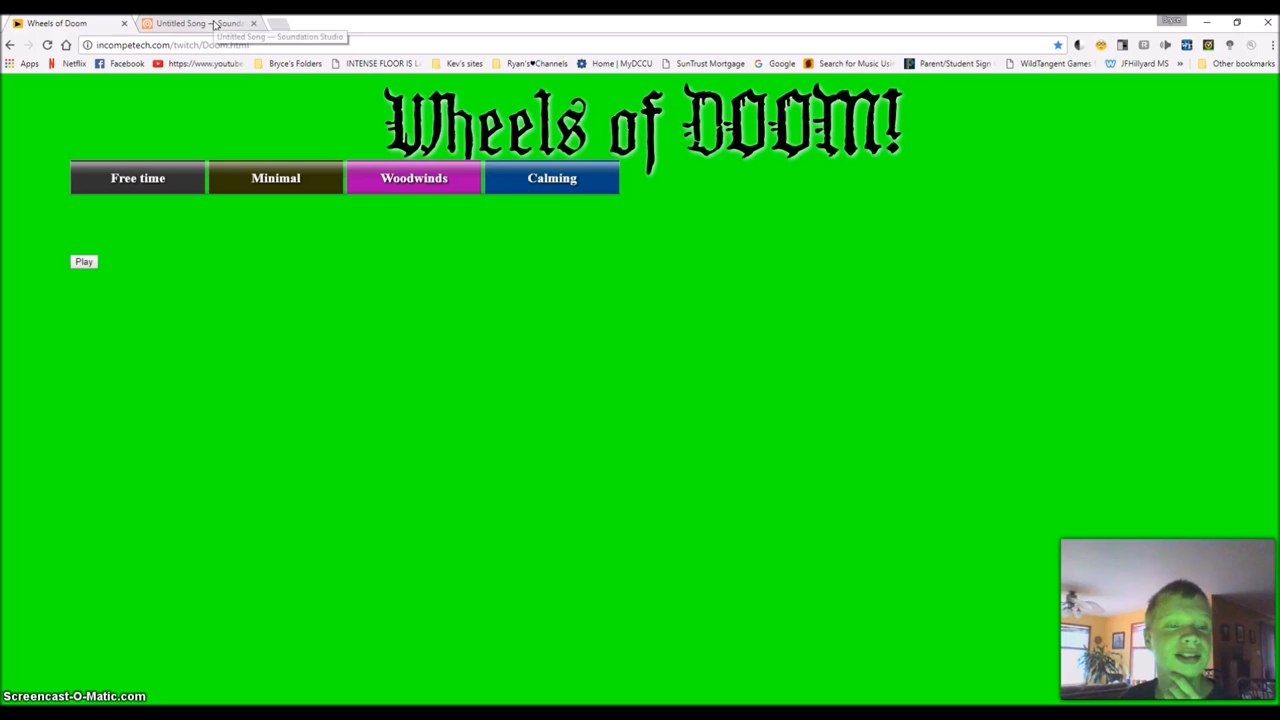 Wheels of Doom
Untitled Song — Sounda
Bryce
Untitled Song — Soundation Studio
incompetech.com/twitch/Doom.html
Apps Netflix Facebook https://www.youtube Bryce's Folders INTENSE FLOOR IS LA Kev's sites Ryan's♥Channels Home | MyDCCU SunTrust Mortgage Google Search for Music Usin Parent/Student Sign WildTangent Games JFHillyard MS » Other bookmarks
Wheels of DOOM!
Free time Minimal Woodwinds Calming
Play
Screencast-O-Matic.com